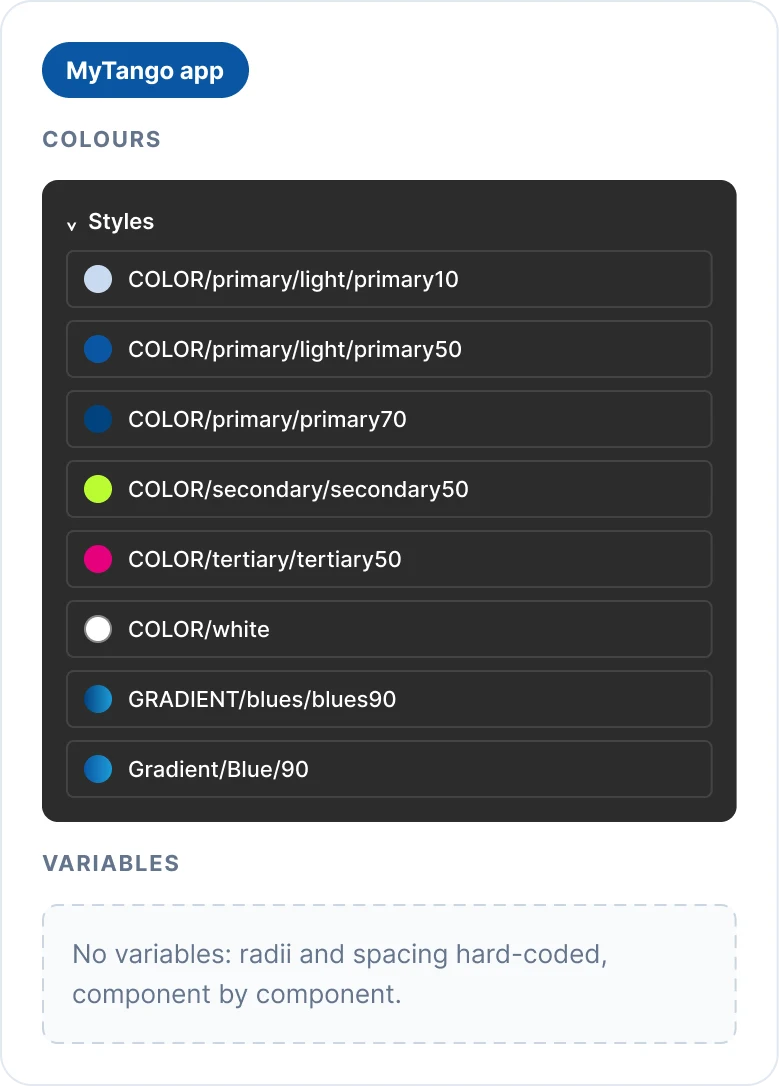 MyTango app
COLOURS
Styles
COLOR/primary/light/primary10
COLOR/primary/light/primary50
COLOR/primary/primary70
COLOR/secondary/secondary50
COLOR/tertiary/tertiary50
COLOR/white
GRADIENT/blues/blues90
Gradient/Blue/90
VARIABLES
No variables: radii and spacing hard-coded,
component by component.